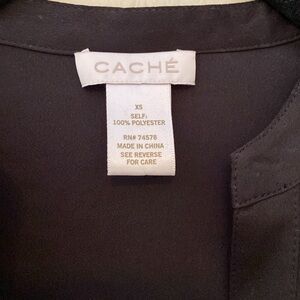 CACHÉ
XS
SELF:
100% POLYESTER
RN# 74578
MADE IN CHINA
SEE REVERSE
FOR CARE